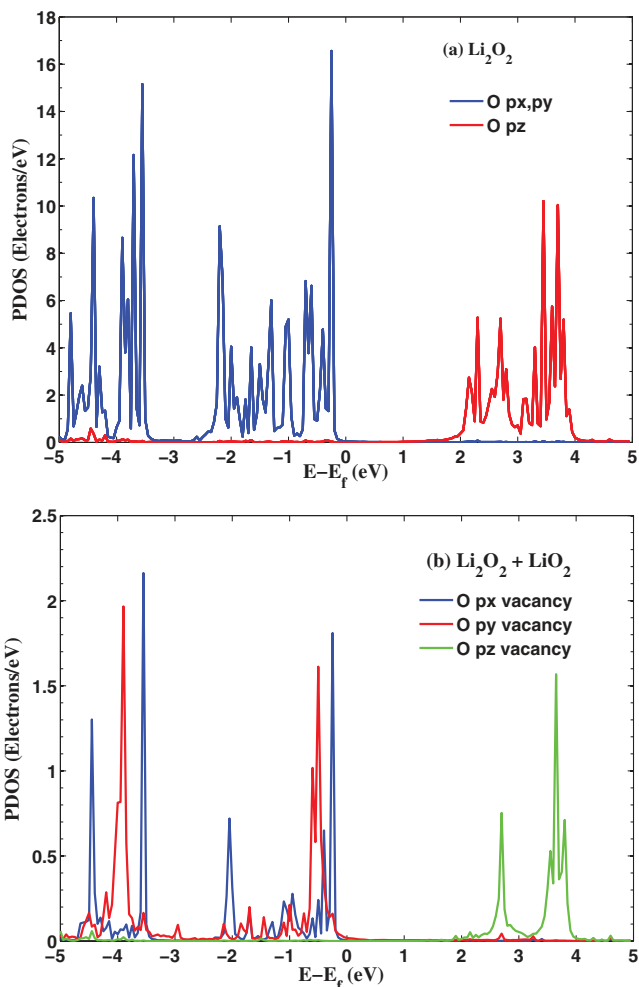 18
16
14
12
10
8
6
4
2
0
PDOS (Electrons/eV)
(a) Li₂O₂
O px,py
O pz
−5 −4 −3 −2 −1 0 1 2 3 4 5
E−E_f (eV)
2.5
2
1.5
1
0.5
0
PDOS (Electrons/eV)
(b) Li₂O₂ + LiO₂
O px vacancy
O py vacancy
O pz vacancy
−5 −4 −3 −2 −1 0 1 2 3 4 5
E−E_f (eV)